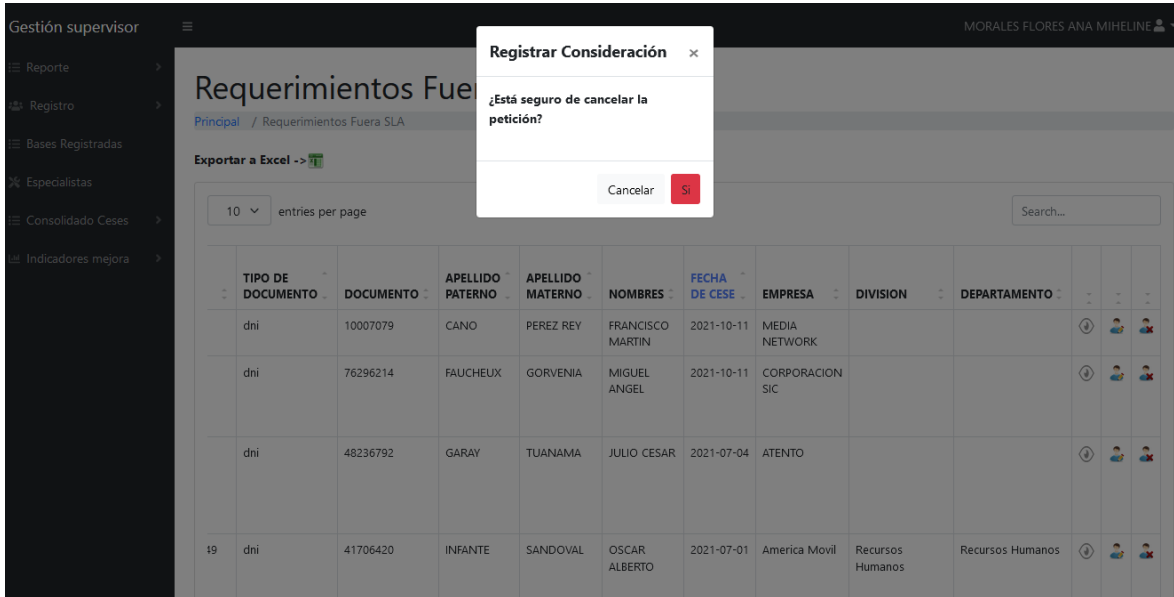 Gestión supervisor
MORALES FLORES ANA MIHELINE
Reporte
Registro
Bases Registradas
Especialistas
Consolidado Ceses
Indicadores mejora
Registrar Consideración ×
¿Está seguro de cancelar la
petición?
Cancelar Si
Requerimientos Fue
Principal / Requerimientos Fuera SLA
Exportar a Excel ->
10 entries per page
Search...
TIPO DE
DOCUMENTO
DOCUMENTO
APELLIDO
PATERNO
APELLIDO
MATERNO
NOMBRES
FECHA
DE CESE
EMPRESA
DIVISION
DEPARTAMENTO
dni 10007079 CANO PEREZ REY FRANCISCO 2021-10-11 MEDIA
MARTIN NETWORK
dni 76296214 FAUCHEUX GORVENIA MIGUEL 2021-10-11 CORPORACION
ANGEL SIC
dni 48236792 GARAY TUANAMA JULIO CESAR 2021-07-04 ATENTO
49 dni 41706420 INFANTE SANDOVAL OSCAR 2021-07-01 America Movil Recursos Recursos Humanos
ALBERTO Humanos